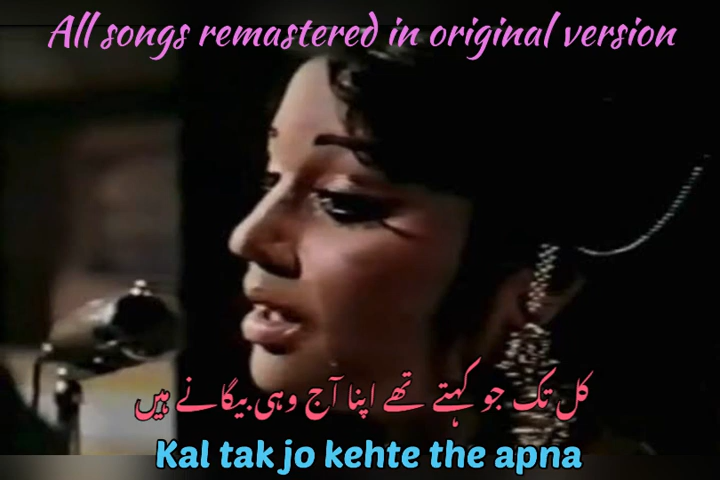 All songs remastered in original version
کل تک جو کہتے تھے اپنا آج وہی بیگانے ہیں
Kal tak jo kehte the apna